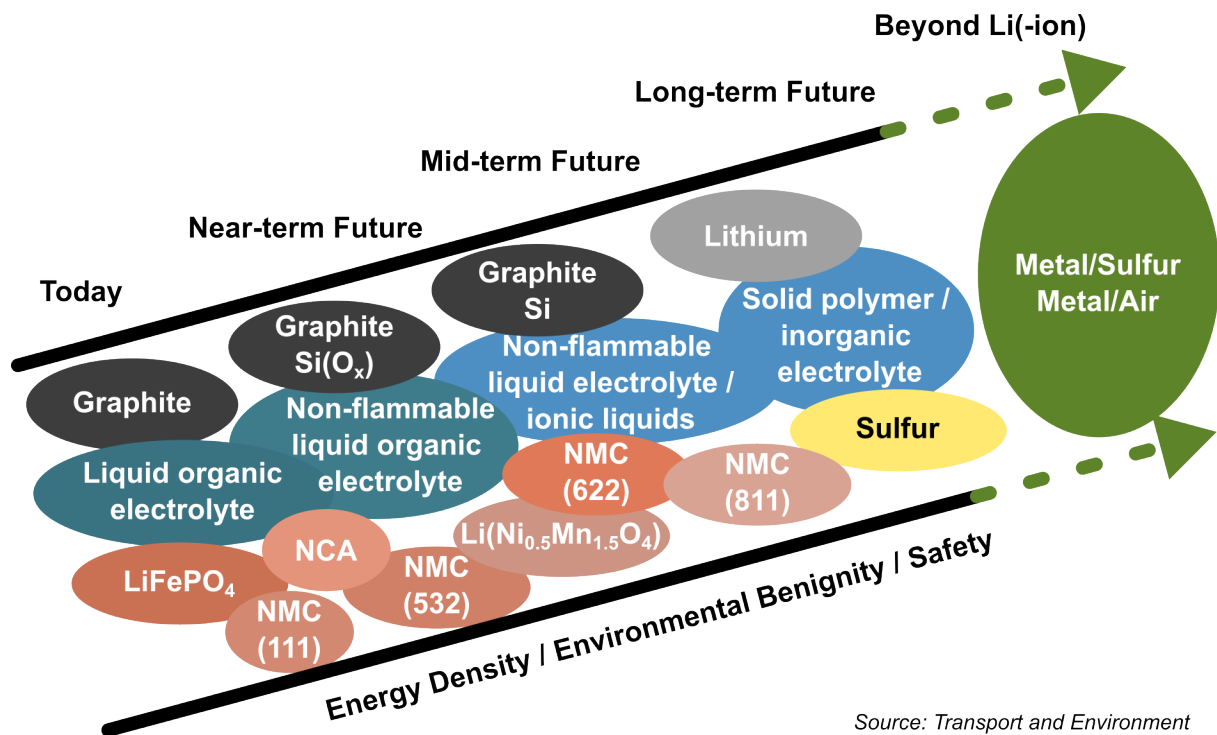 Beyond Li(-ion)
Long-term Future
Mid-term Future
Near-term Future
Today
Lithium
Graphite
Si
Graphite
Si(Oₓ)
Graphite
Metal/Sulfur
Metal/Air
Solid polymer /
inorganic
electrolyte
Non-flammable
liquid electrolyte /
ionic liquids
Non-flammable
liquid organic
electrolyte
Liquid organic
electrolyte
Sulfur
NMC
(811)
NMC
(622)
Li(Ni₀.₅Mn₁.₅O₄)
NCA
NMC
(532)
LiFePO₄
NMC
(111)
Energy Density / Environmental Benignity / Safety
Source: Transport and Environment